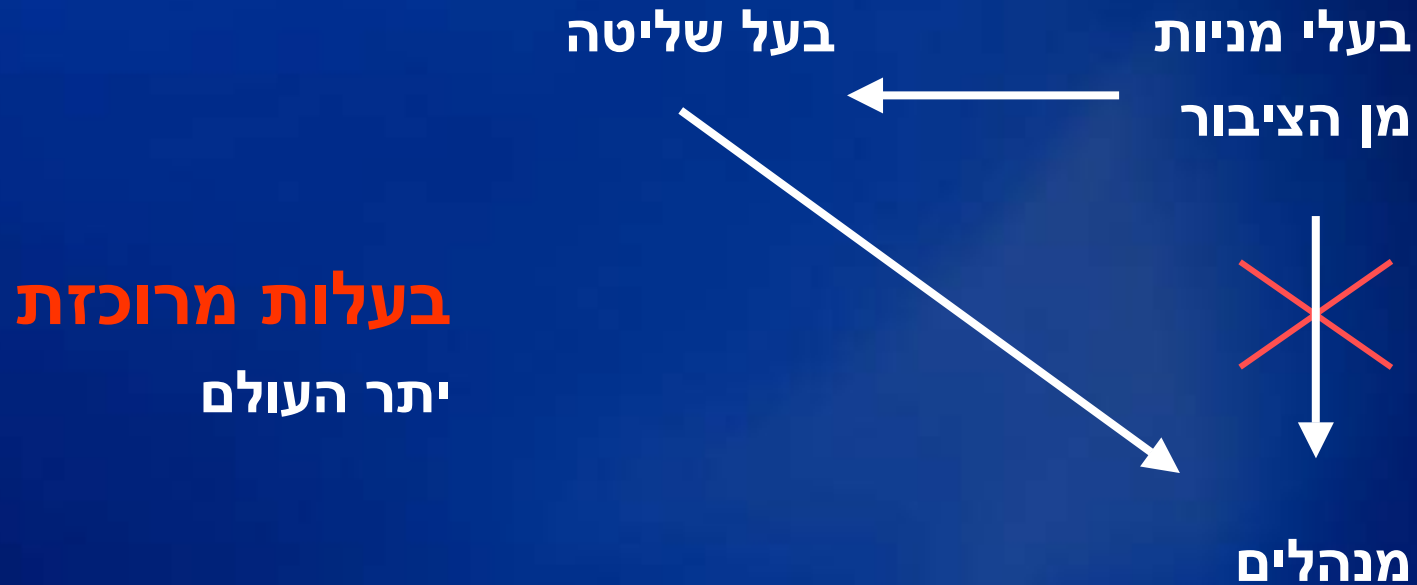 בעלי מניות
מן הציבור
בעל שליטה
בעלות מרוכזת
יתר העולם
מנהלים